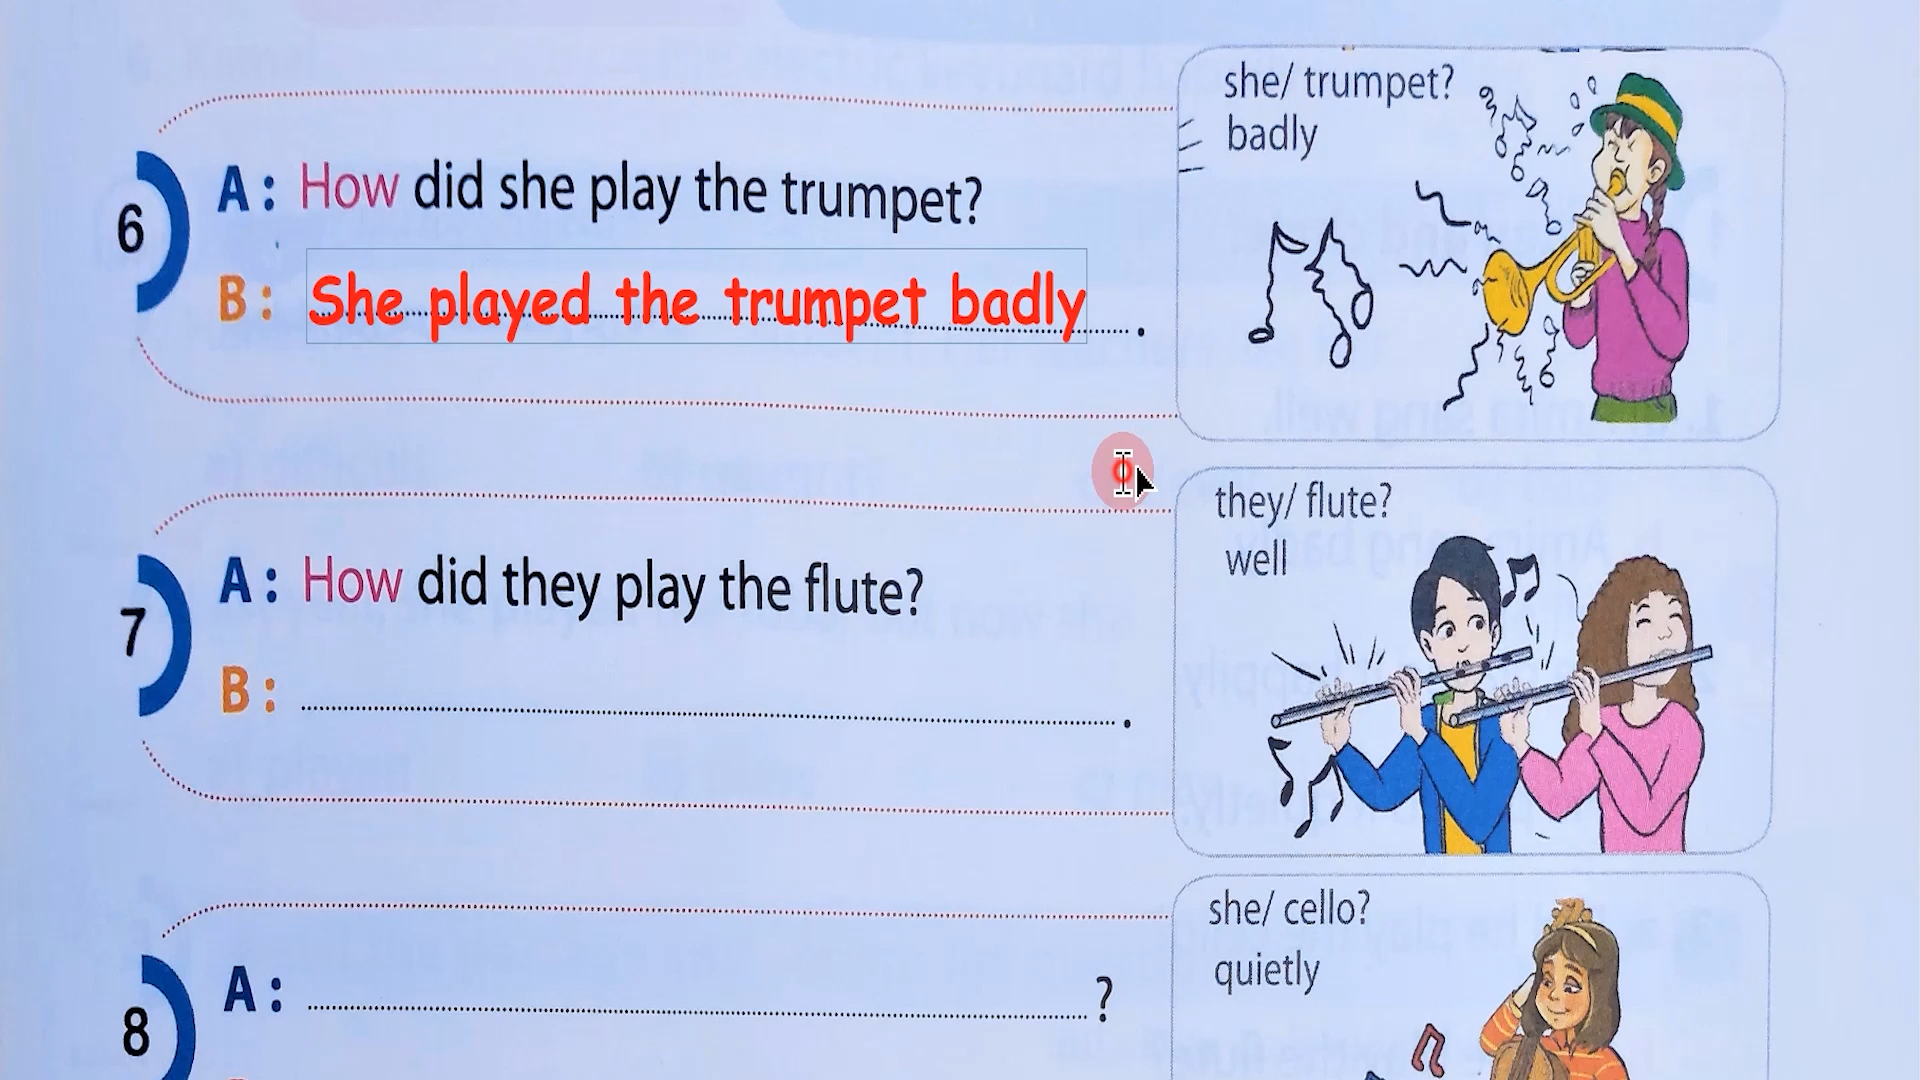 she/ trumpet?
badly
6
A: How did she play the trumpet?
B: She played the trumpet badly.
they/ flute?
well
7
A: How did they play the flute?
B: .
she/ cello?
quietly
8
A: ?